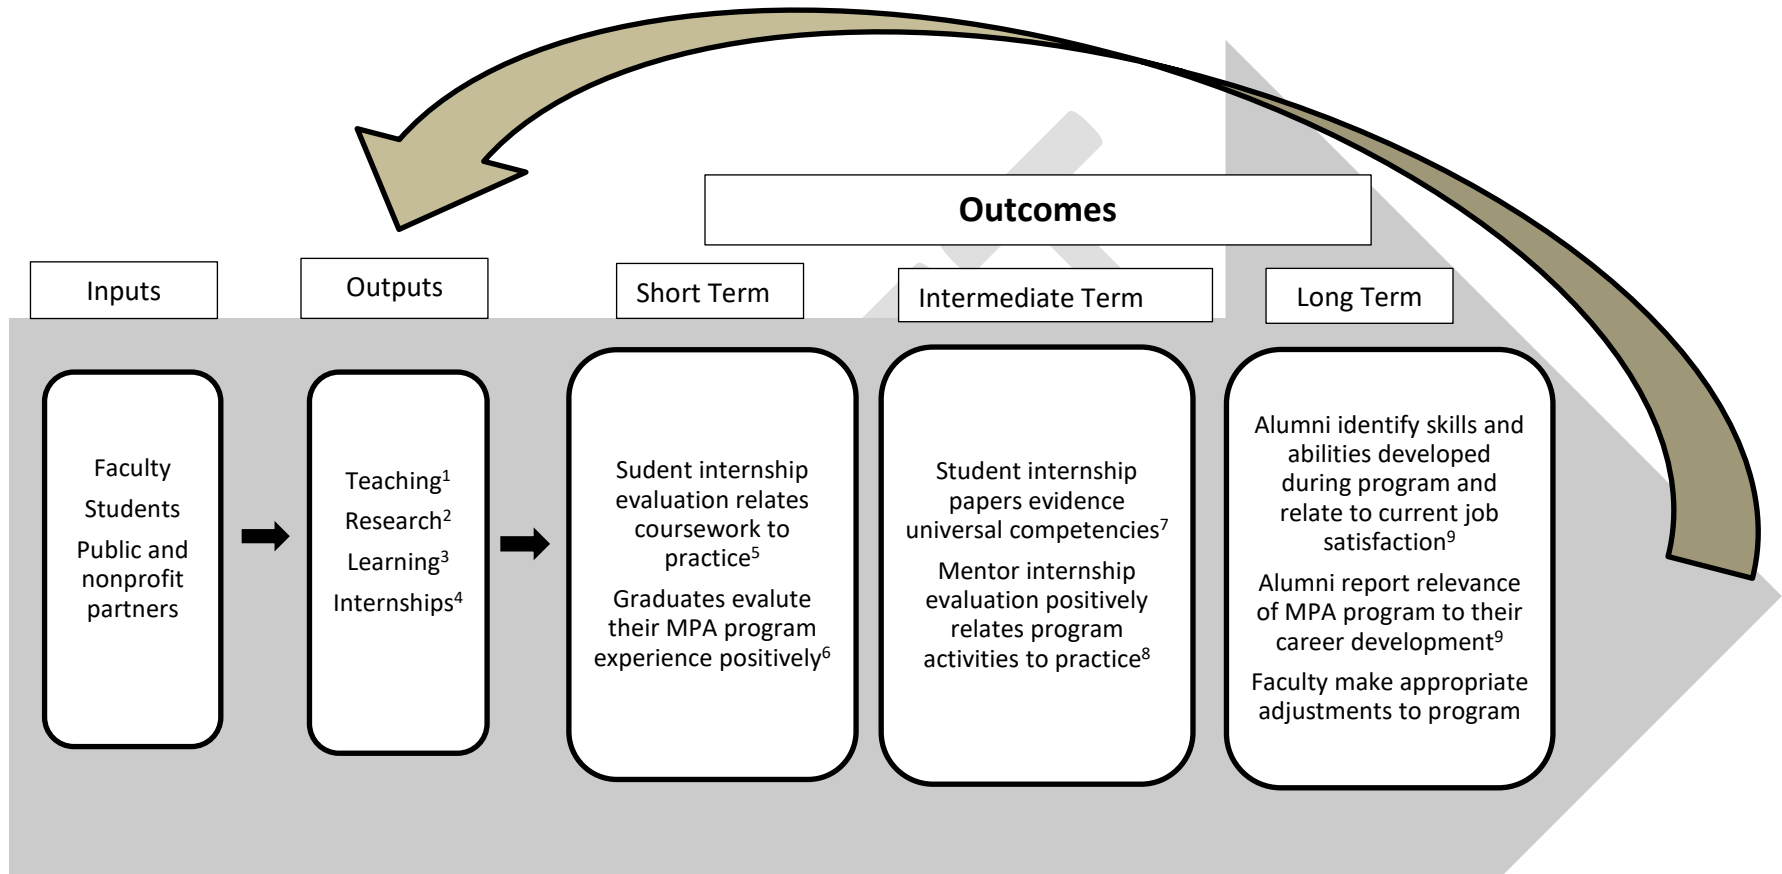 Outcomes
Inputs
Outputs
Short Term
Intermediate Term
Long Term
Faculty
Students
Public and
nonprofit
partners
Teaching¹
Research²
Learning³
Internships⁴
Sudent internship
evaluation relates
coursework to
practice⁵
Graduates evalute
their MPA program
experience positively⁶
Student internship
papers evidence
universal competencies⁷
Mentor internship
evaluation positively
relates program
activities to practice⁸
Alumni identify skills and
abilities developed
during program and
relate to current job
satisfaction⁹
Alumni report relevance
of MPA program to their
career development⁹
Faculty make appropriate
adjustments to program